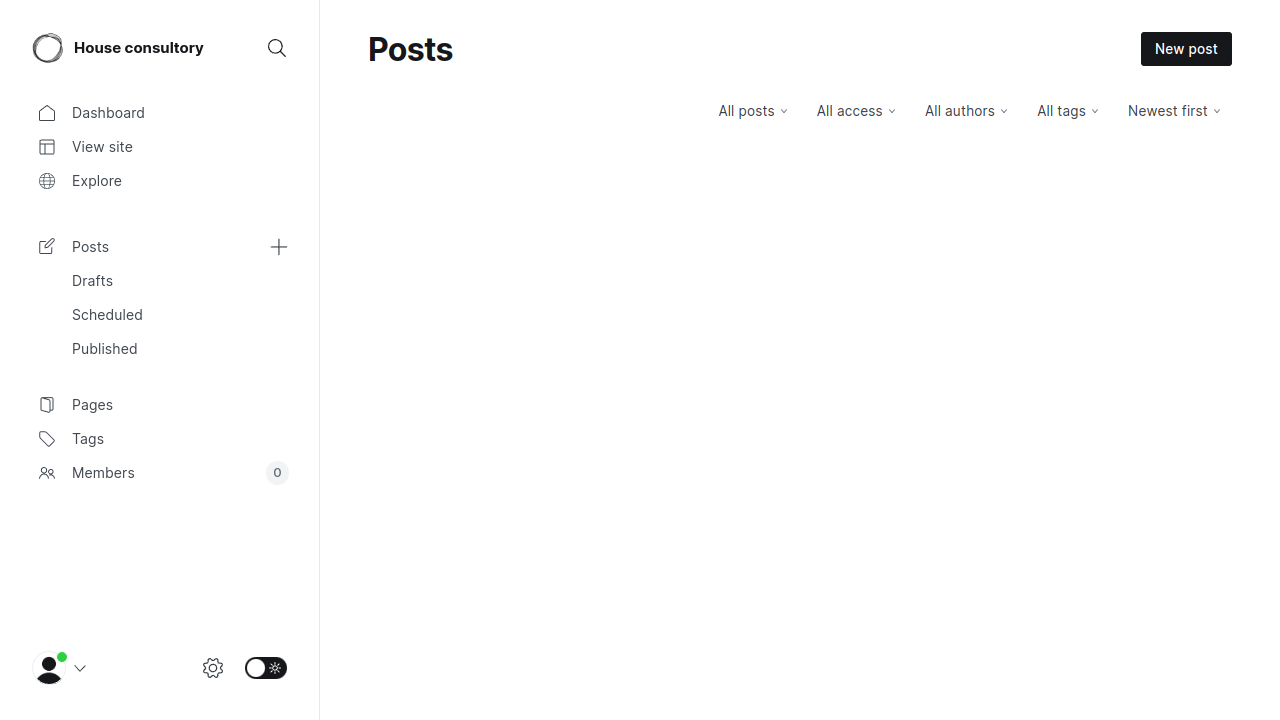 House consultory
Dashboard
View site
Explore
Posts
Drafts
Scheduled
Published
Pages
Tags
Members 0
Posts
New post
All posts All access All authors All tags Newest first